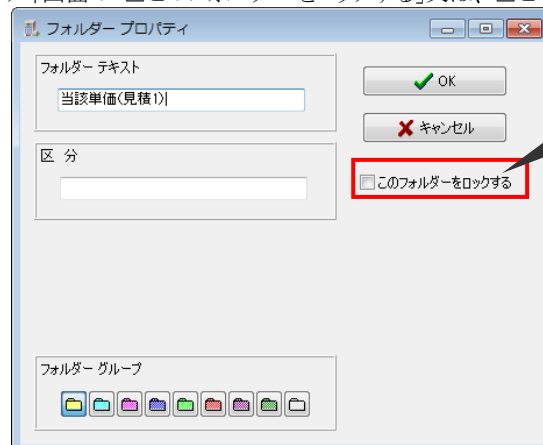 フォルダー プロパティ
フォルダー テキスト
当該単価(見積1)
OK
キャンセル
区 分
このフォルダーをロックする
フォルダー グループ